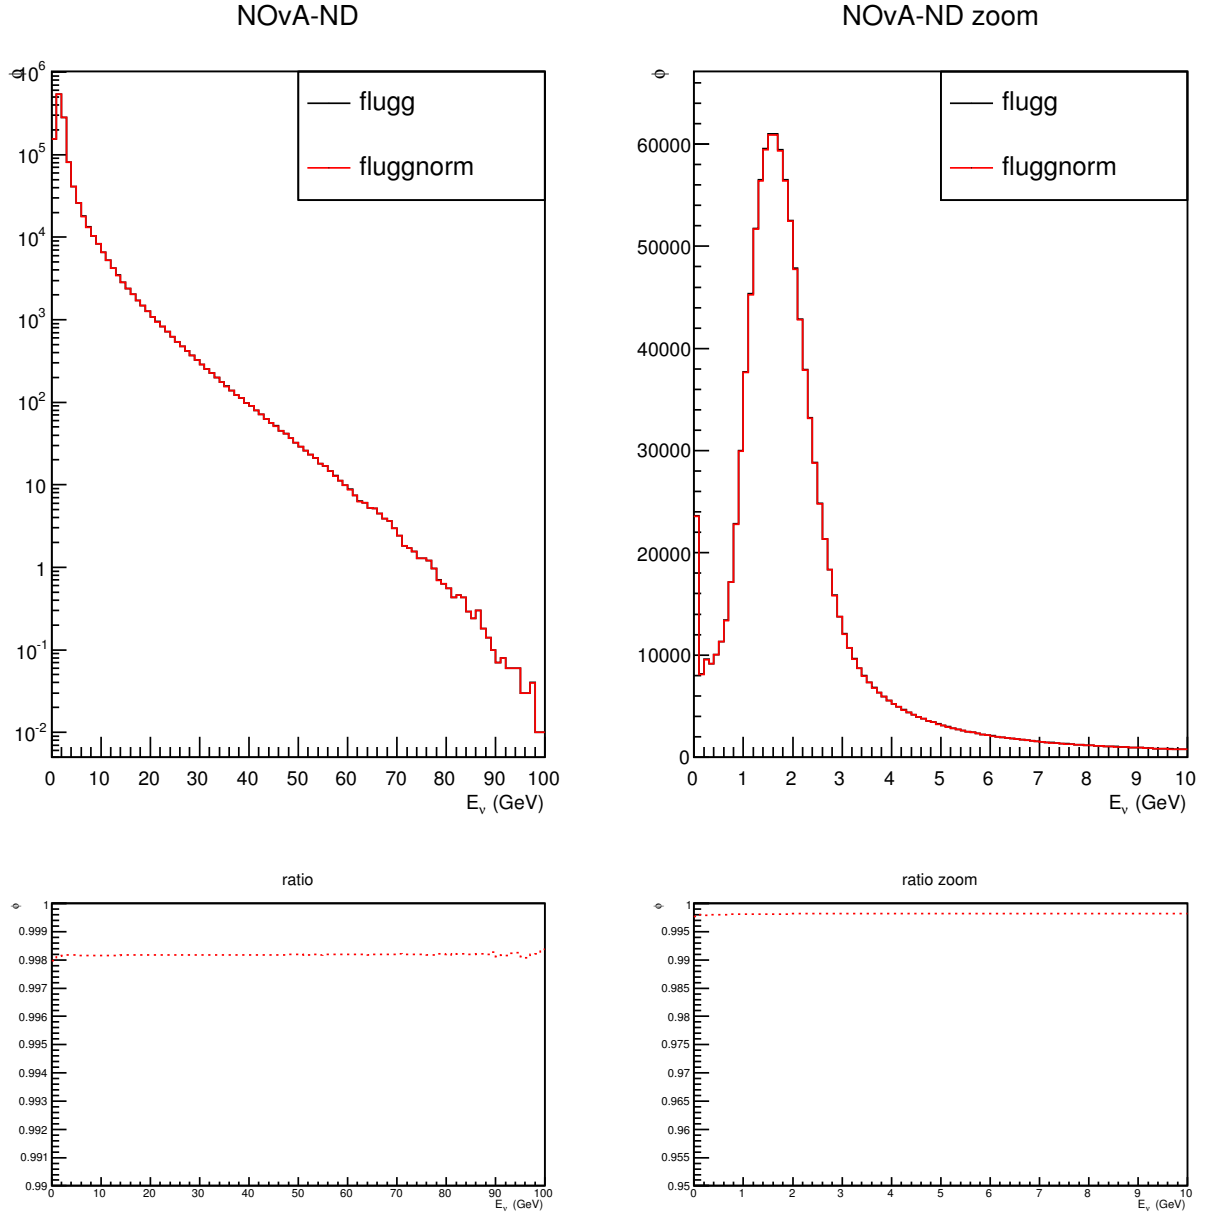 NOvA-ND
ϕ
10^6
10^5
10^4
10^3
10^2
10
1
10^-1
10^-2
flugg
fluggnorm
0 10 20 30 40 50 60 70 80 90 100
E_ν (GeV)
NOvA-ND zoom
ϕ
60000
50000
40000
30000
20000
10000
0
flugg
fluggnorm
0 1 2 3 4 5 6 7 8 9 10
E_ν (GeV)
ratio
ϕ
1
0.999
0.998
0.997
0.996
0.995
0.994
0.993
0.992
0.991
0.99
0 10 20 30 40 50 60 70 80 90 100
E_ν (GeV)
ratio zoom
ϕ
1
0.995
0.99
0.985
0.98
0.975
0.97
0.965
0.96
0.955
0.95
0 1 2 3 4 5 6 7 8 9 10
E_ν (GeV)